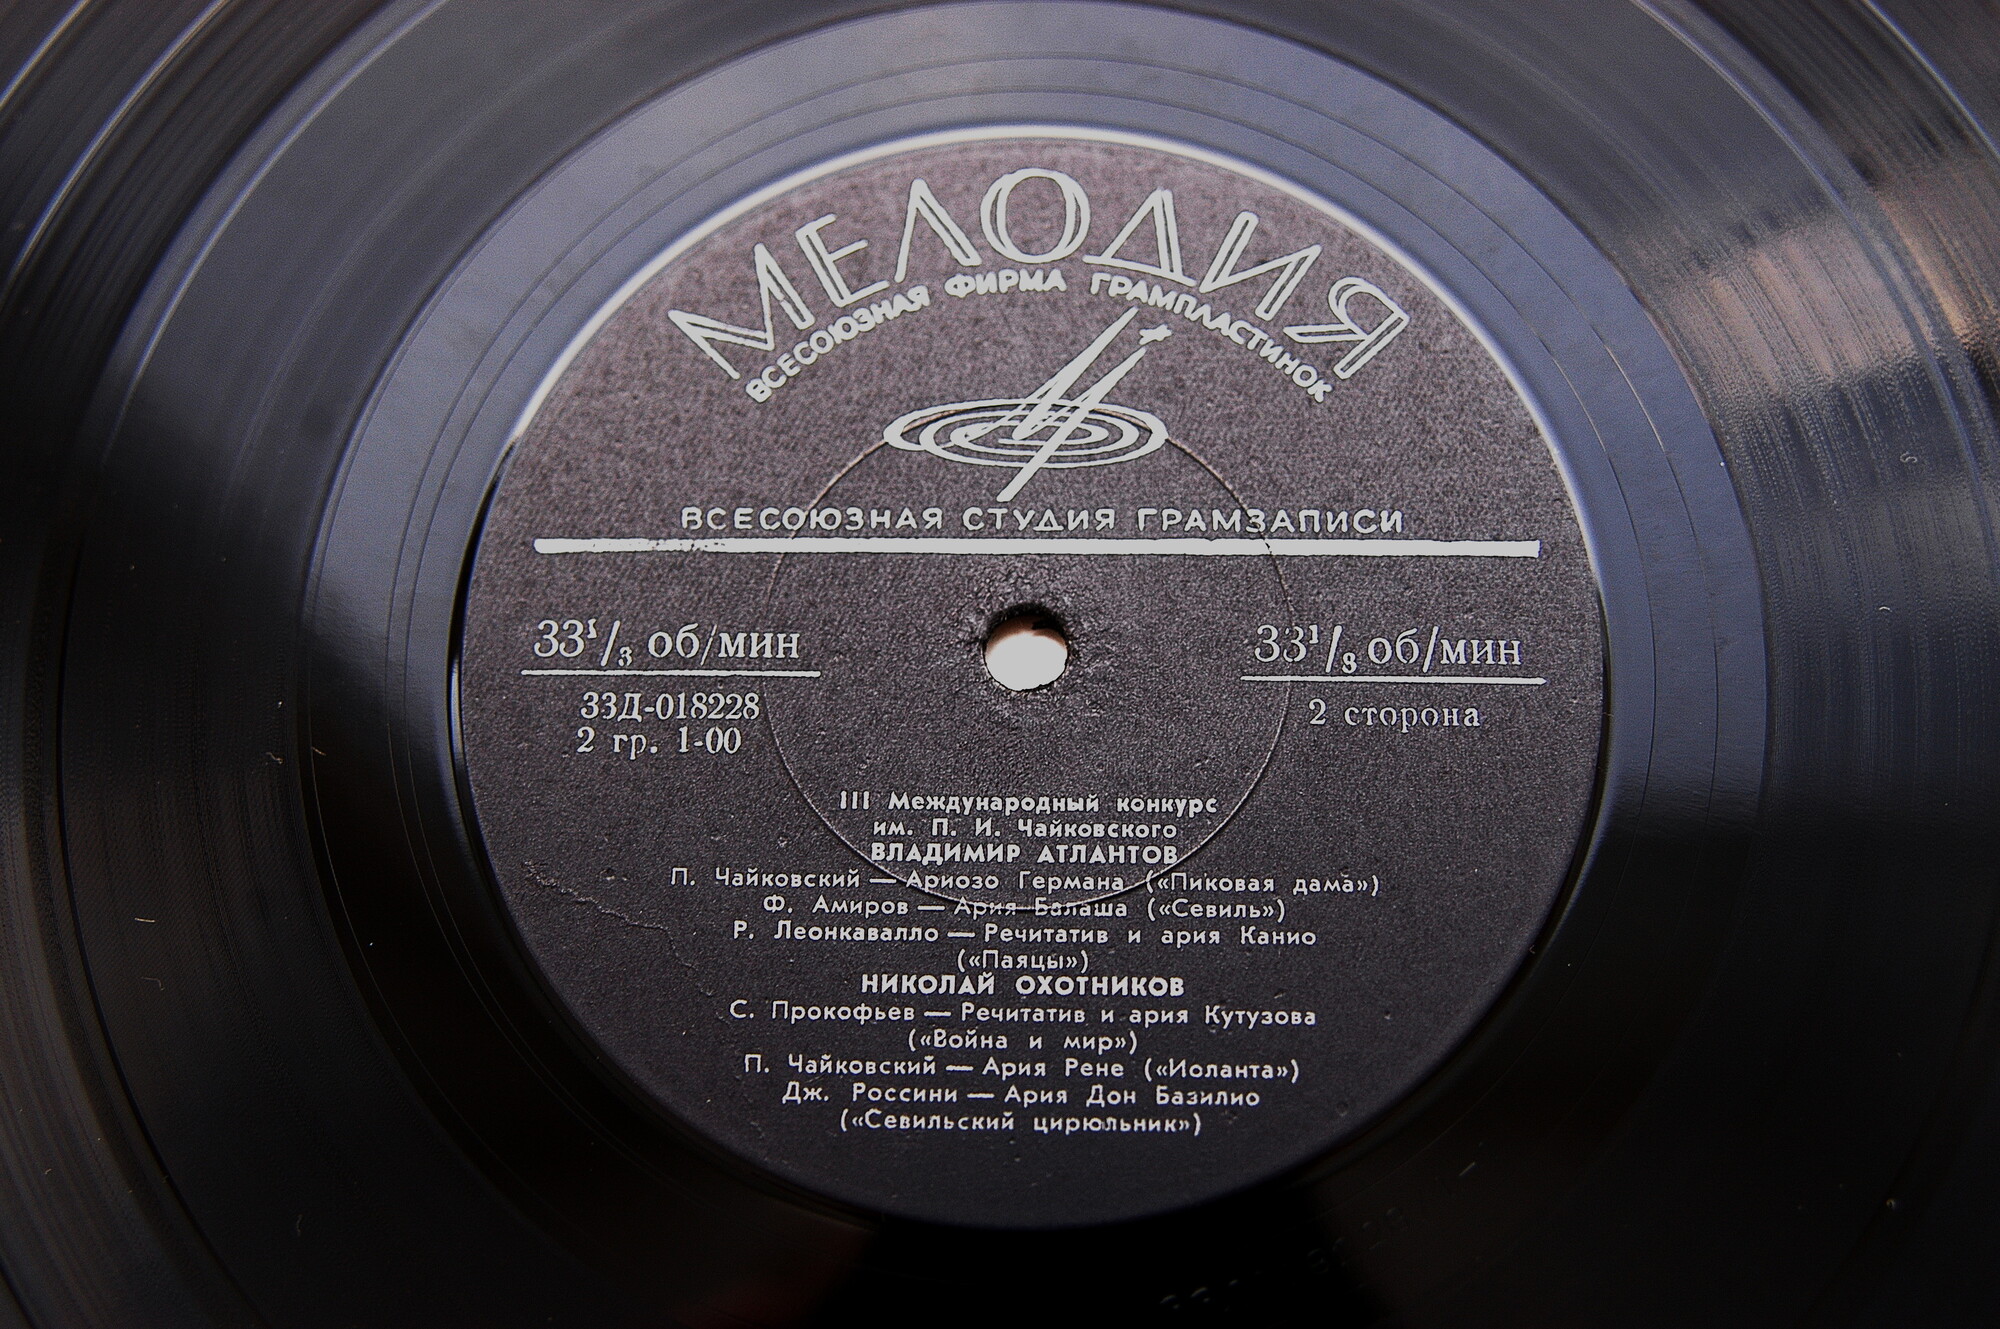 МЕЛОДИЯ
ВСЕСОЮЗНАЯ ФИРМА ГРАМПЛАСТИНОК
ВСЕСОЮЗНАЯ СТУДИЯ ГРАМЗАПИСИ
33¹/₃ об/мин
33¹/₃ об/мин
33Д-018228
2 сторона
2 гр. 1-00
III Международный конкурс
им. П. И. Чайковского
ВЛАДИМИР АТЛАНТОВ
П. Чайковский — Ариозо Германа («Пиковая дама»)
Ф. Амиров — Ария Балаша («Севиль»)
Р. Леонкавалло — Речитатив и ария Канио
(«Паяцы»)
НИКОЛАЙ ОХОТНИКОВ
С. Прокофьев — Речитатив и ария Кутузова
(«Война и мир»)
П. Чайковский — Ария Рене («Иоланта»)
Дж. Россини — Ария Дон Базилио
(«Севильский цирюльник»)